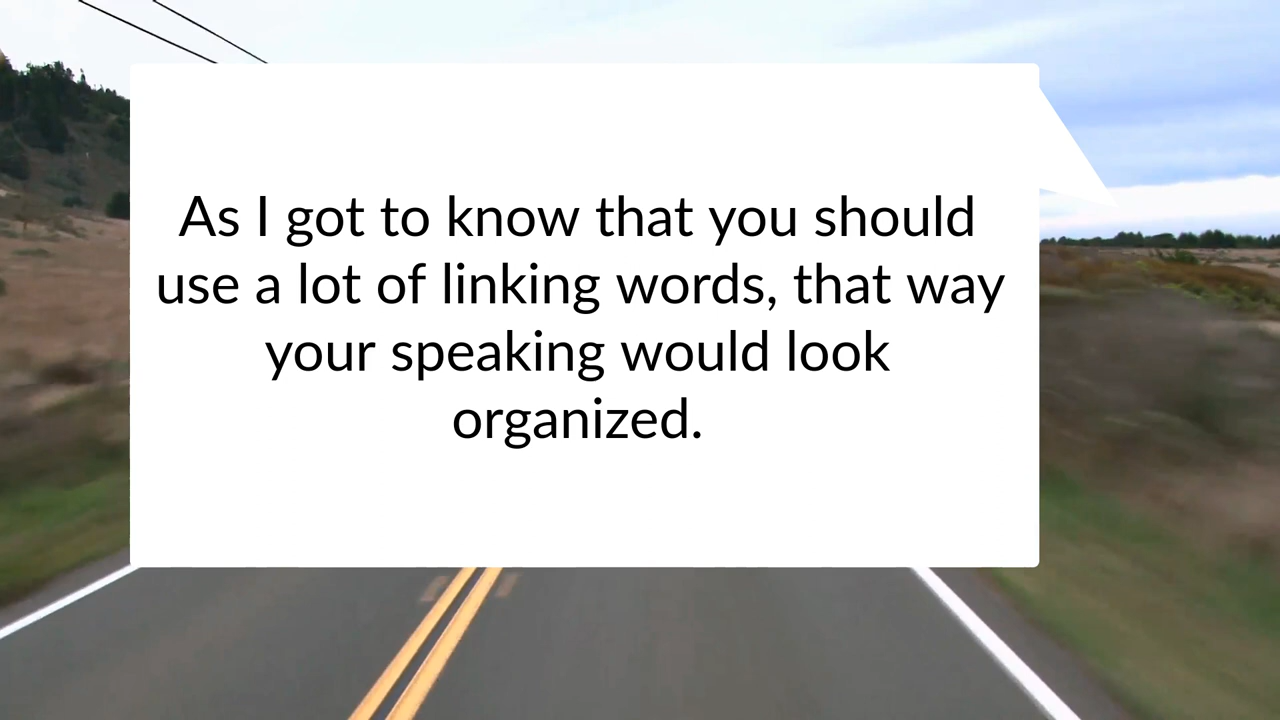 As I got to know that you should
use a lot of linking words, that way
your speaking would look
organized.